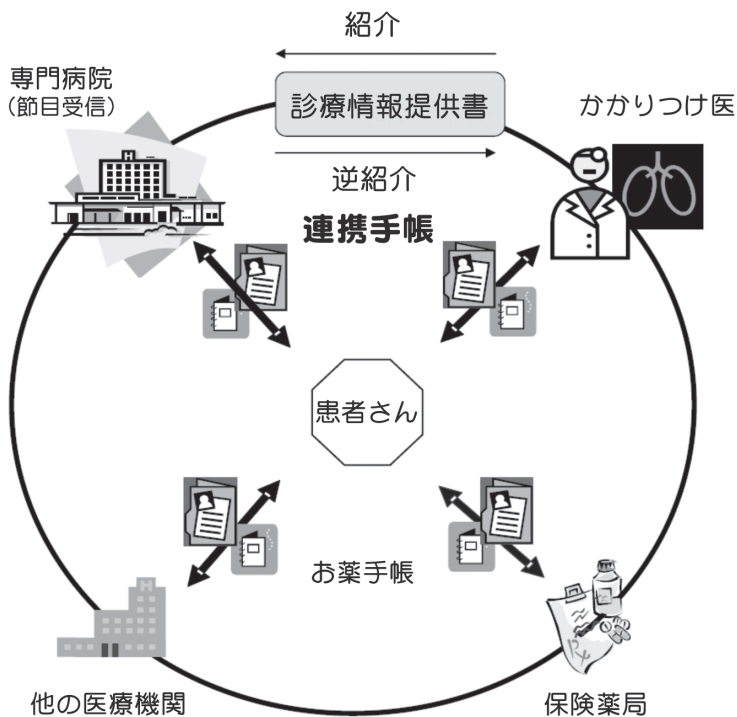 紹介
専門病院
（節目受信）
診療情報提供書
かかりつけ医
逆紹介
連携手帳
患者さん
お薬手帳
他の医療機関
保険薬局